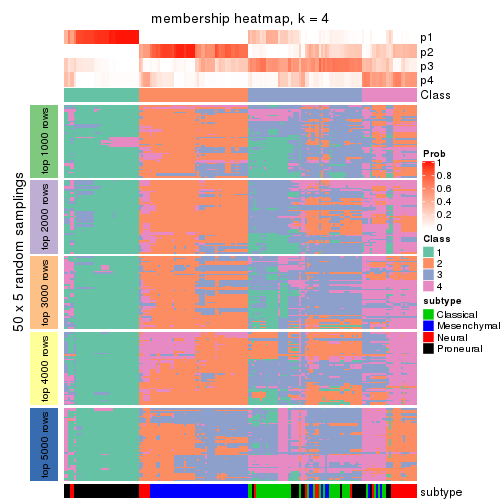 membership heatmap, k = 4
p1
p2
p3
p4
Class
50 x 5 random samplings
top 1000 rows
top 2000 rows
top 3000 rows
top 4000 rows
top 5000 rows
subtype
Prob
1
0.8
0.6
0.4
0.2
0
Class
1
2
3
4
subtype
Classical
Mesenchymal
Neural
Proneural